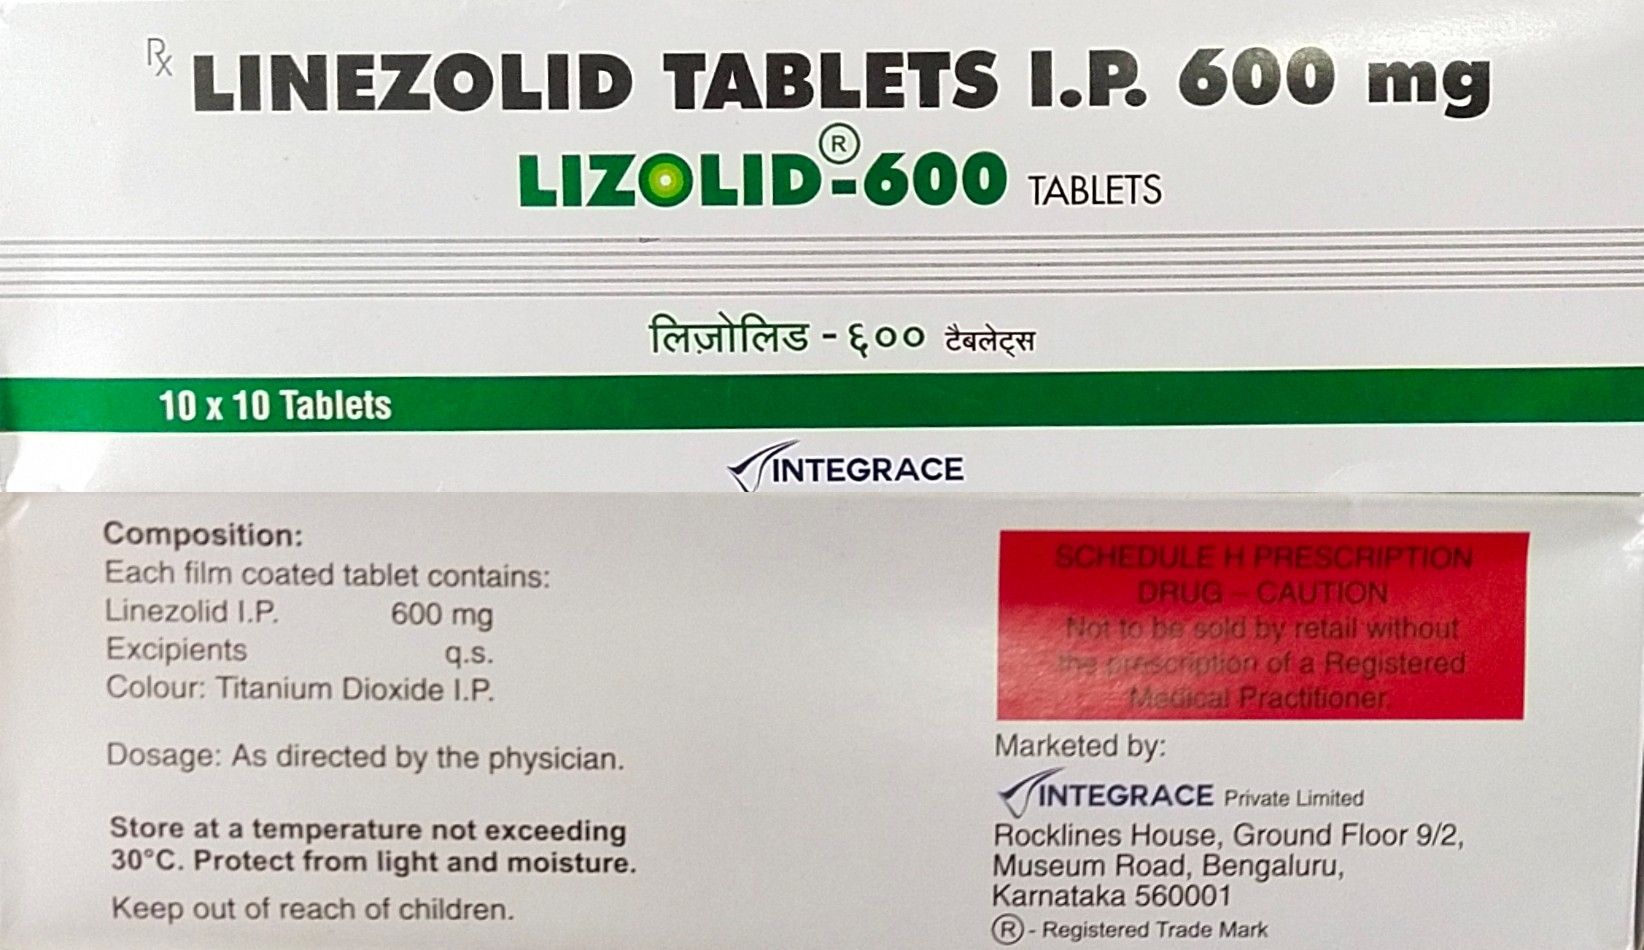 Rx LINEZOLID TABLETS I.P. 600 mg
LIZOLID®-600 TABLETS
लिज़ोलिड - ६०० टैबलेट्स
10 x 10 Tablets
INTEGRACE
Composition:
Each film coated tablet contains:
Linezolid I.P. 600 mg
Excipients q.s.
Colour: Titanium Dioxide I.P.
Dosage: As directed by the physician.
Store at a temperature not exceeding
30°C. Protect from light and moisture.
Keep out of reach of children.
SCHEDULE H PRESCRIPTION
DRUG – CAUTION
Not to be sold by retail without
the prescription of a Registered
Medical Practitioner.
Marketed by:
INTEGRACE Private Limited
Rocklines House, Ground Floor 9/2,
Museum Road, Bengaluru,
Karnataka 560001
® - Registered Trade Mark